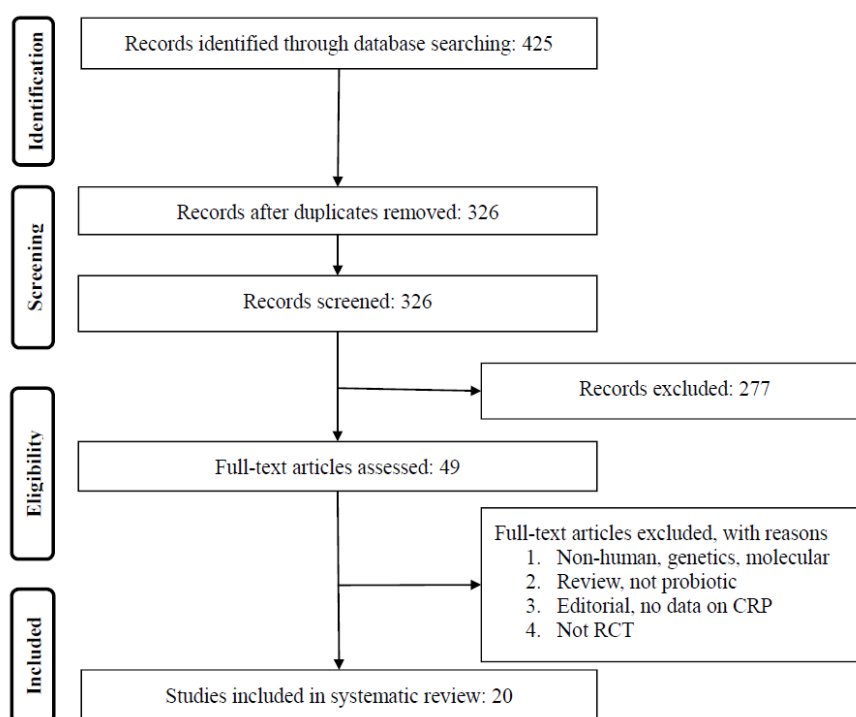 Identification
Records identified through database searching: 425
Screening
Records after duplicates removed: 326
Records screened: 326
Records excluded: 277
Eligibility
Full-text articles assessed: 49
Full-text articles excluded, with reasons
1. Non-human, genetics, molecular
2. Review, not probiotic
3. Editorial, no data on CRP
4. Not RCT
Included
Studies included in systematic review: 20